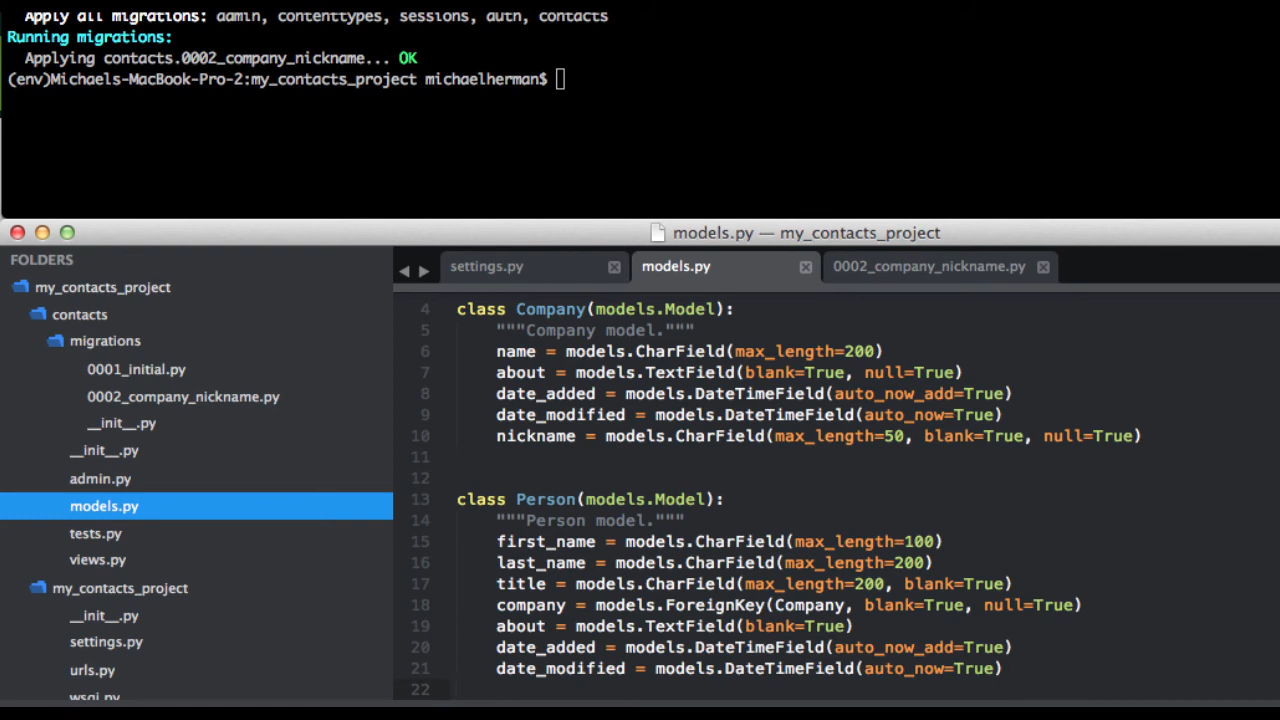 Apply all migrations: admin, contenttypes, sessions, auth, contacts
Running migrations:
Applying contacts.0002_company_nickname... OK
(env)Michaels-MacBook-Pro-2:my_contacts_project michaelherman$
models.py — my_contacts_project
FOLDERS
my_contacts_project
contacts
migrations
0001_initial.py
0002_company_nickname.py
__init__.py
__init__.py
admin.py
models.py
tests.py
views.py
my_contacts_project
__init__.py
settings.py
urls.py
wsgi.py
settings.py
models.py
0002_company_nickname.py
4 class Company(models.Model):
5 """Company model."""
6 name = models.CharField(max_length=200)
7 about = models.TextField(blank=True, null=True)
8 date_added = models.DateTimeField(auto_now_add=True)
9 date_modified = models.DateTimeField(auto_now=True)
10 nickname = models.CharField(max_length=50, blank=True, null=True)
11
12
13 class Person(models.Model):
14 """Person model."""
15 first_name = models.CharField(max_length=100)
16 last_name = models.CharField(max_length=200)
17 title = models.CharField(max_length=200, blank=True)
18 company = models.ForeignKey(Company, blank=True, null=True)
19 about = models.TextField(blank=True)
20 date_added = models.DateTimeField(auto_now_add=True)
21 date_modified = models.DateTimeField(auto_now=True)
22